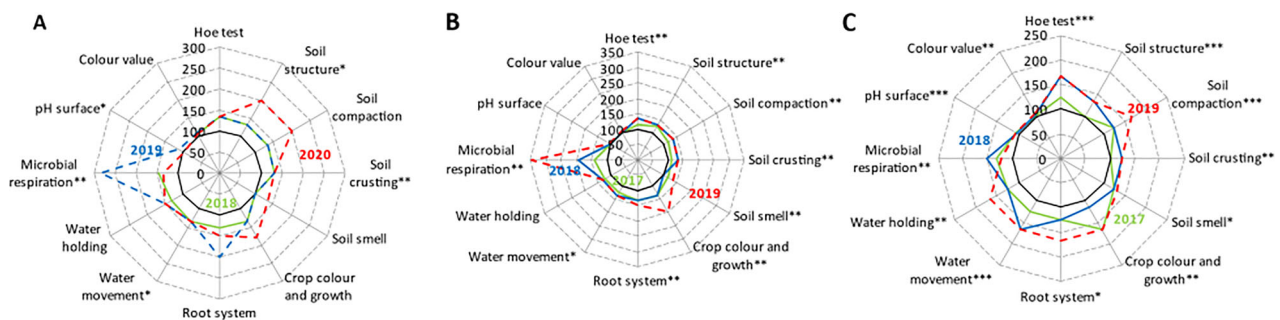 A
Hoe test
Colour value
Soil
structure*
pH surface*
Soil
compaction
2019
2020
Microbial
respiration**
Soil
crusting**
2018
Water
holding
Soil smell
Water
movement*
Crop colour
and growth
Root system
300
250
200
150
100
50
0
B
Hoe test**
Colour value
Soil structure**
pH surface
Soil compaction**
Microbial
respiration**
Soil crusting**
2018
2017
2019
Water holding
Soil smell**
Water movement*
Crop colour and
growth**
Root system**
350
300
250
200
150
100
50
0
C
Hoe test***
Colour value**
Soil structure***
pH surface***
Soil
compaction***
2019
2018
Microbial
respiration**
Soil crusting**
Water holding**
Soil smell*
2017
Water
movement***
Crop colour and
growth**
Root system*
250
200
150
100
50
0